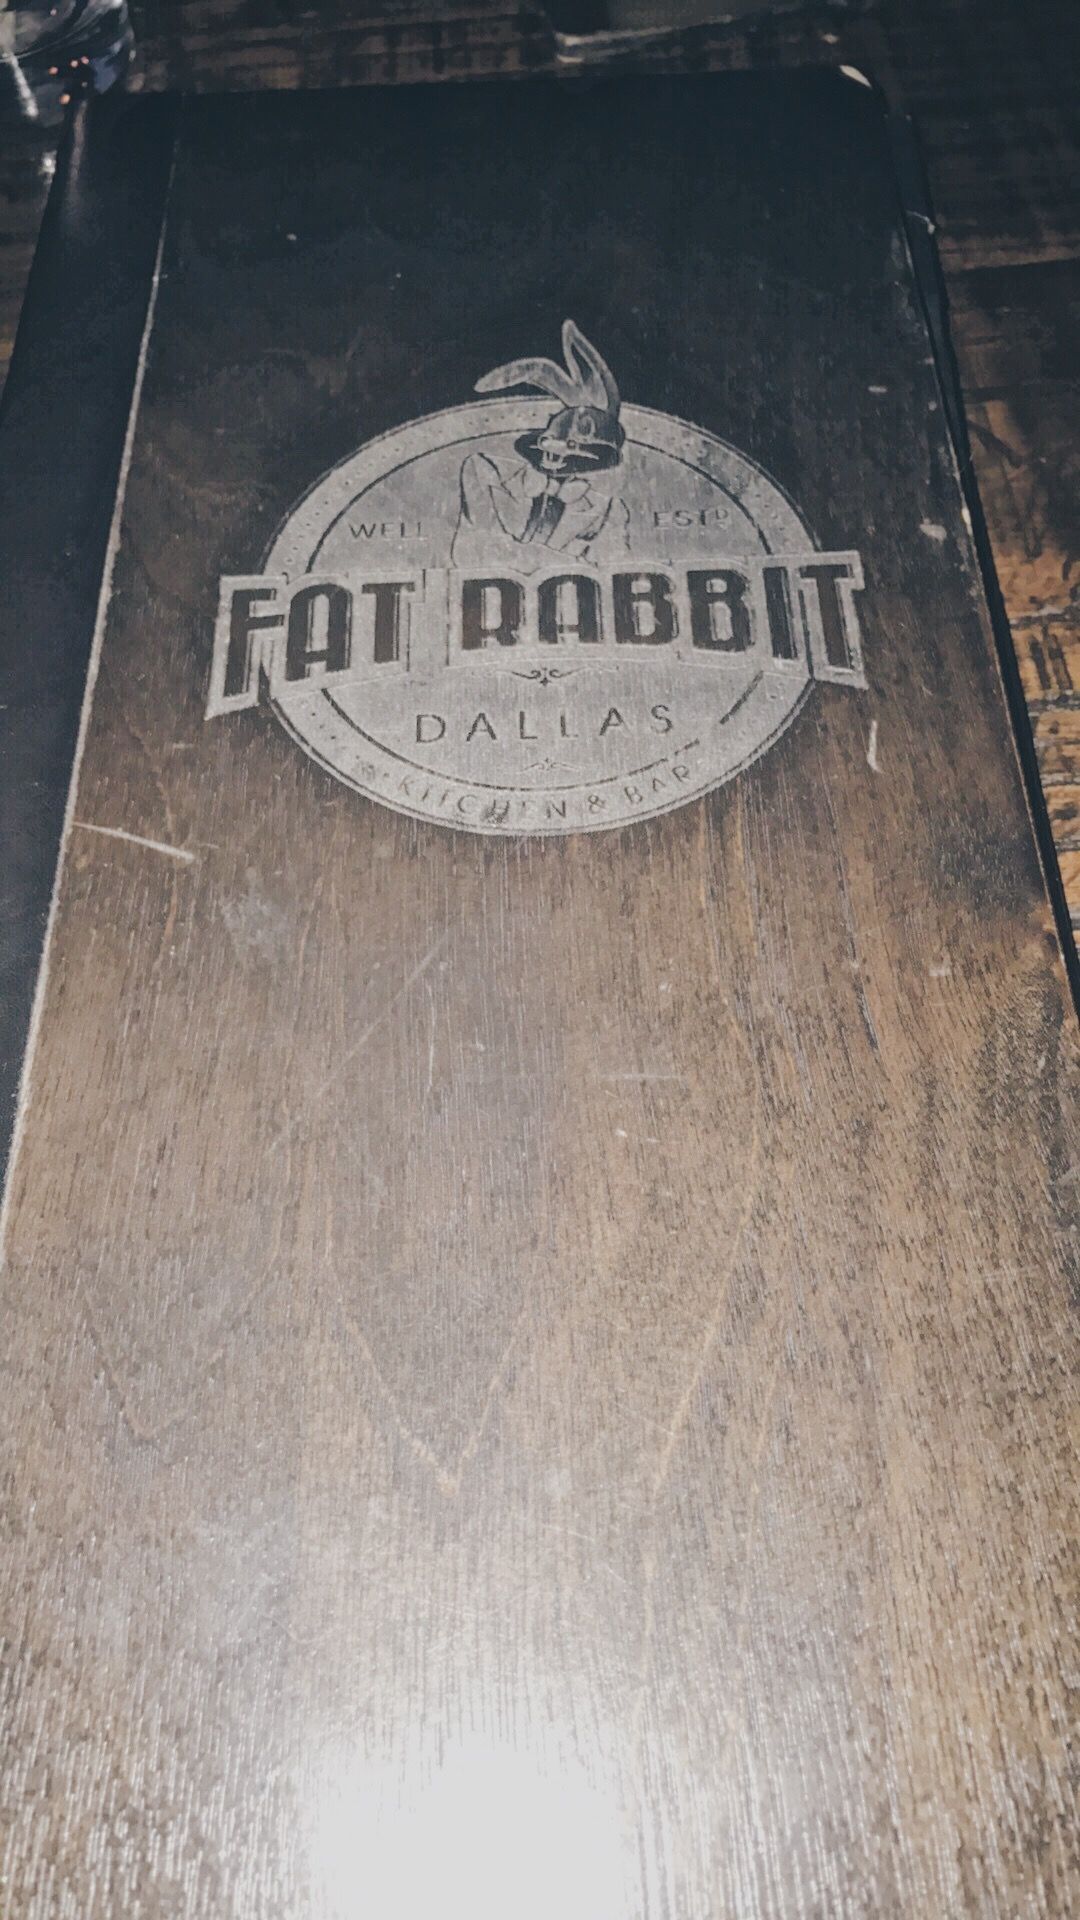 WELL ESTD
FAT RABBIT
DALLAS
KITCHEN & BAR